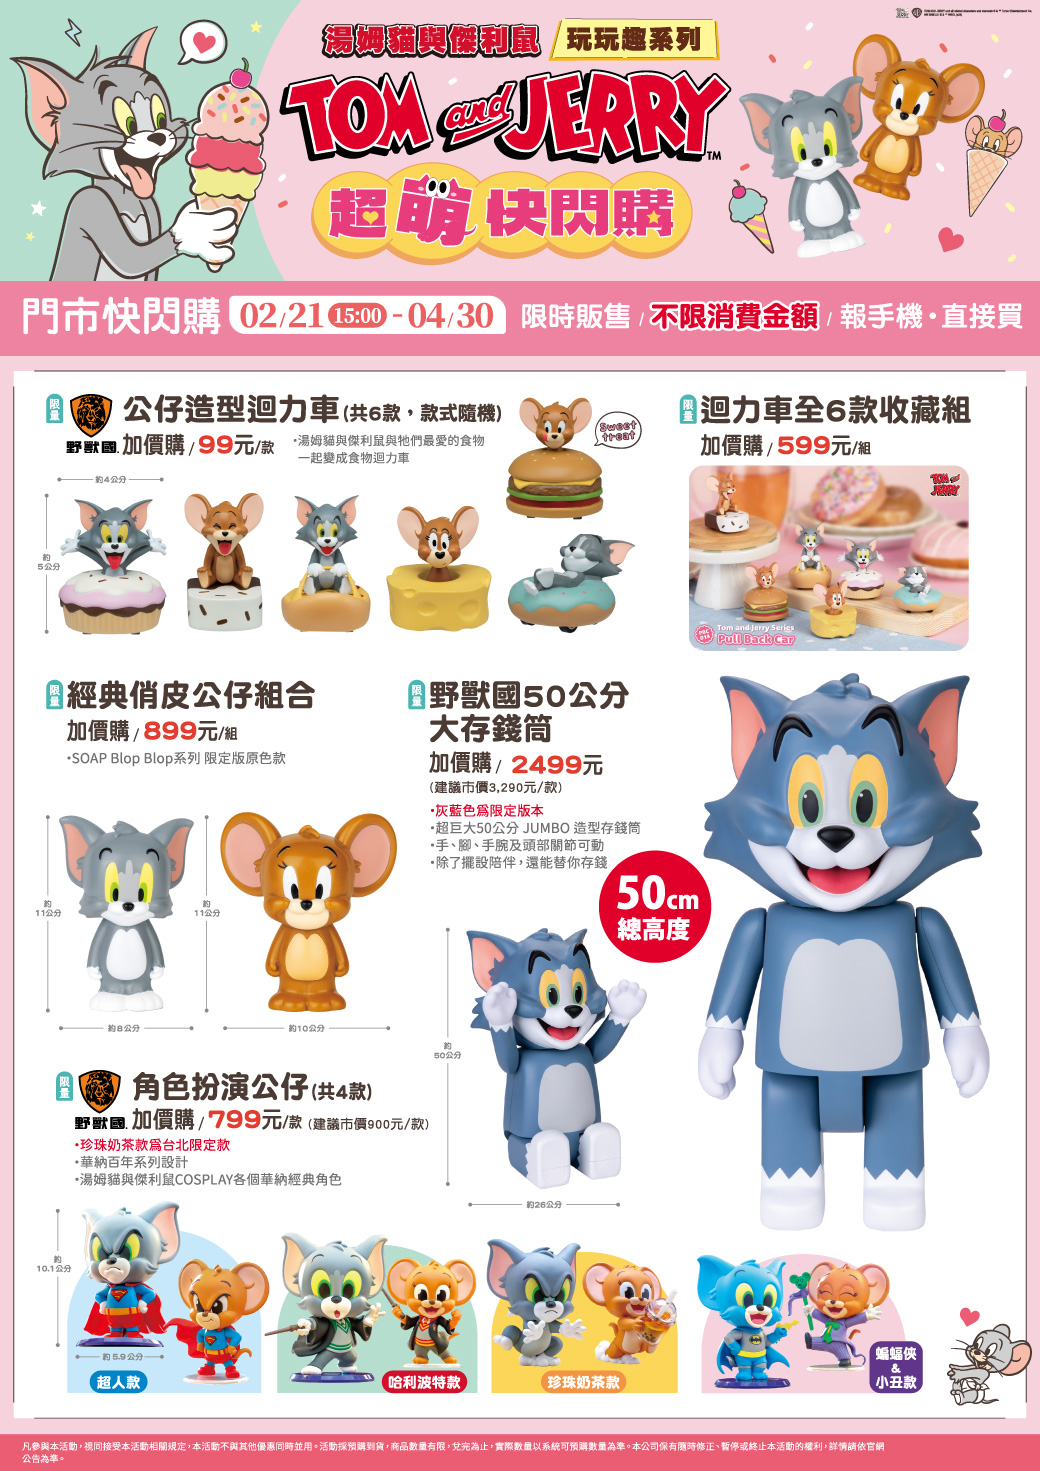 湯姆貓與傑利鼠 玩玩趣系列
TOM and JERRY TM
超萌快閃購
門市快閃購 02/21 15:00 - 04/30 限時販售 / 不限消費金額 / 報手機・直接買
限量
野獸國
公仔造型迴力車(共6款，款式隨機)
加價購 / 99元/款
・湯姆貓與傑利鼠與牠們最愛的食物
一起變成食物迴力車
Sweet
treat
約4公分
約
5公分
限量
迴力車全6款收藏組
加價購 / 599元/組
TOM and
JERRY
Tom and Jerry Series
Pull Back Car
限量
經典俏皮公仔組合
加價購 / 899元/組
・SOAP Blop Blop系列 限定版原色款
約
11公分
約
11公分
約8公分
約10公分
限量
野獸國50公分
大存錢筒
加價購 / 2499元
(建議市價3,290元/款)
・灰藍色為限定版本
・超巨大50公分 JUMBO 造型存錢筒
・手、腳、手腕及頭部關節可動
・除了擺設陪伴，還能替你存錢
50cm
總高度
約
50公分
約26公分
限量
野獸國
角色扮演公仔(共4款)
加價購 / 799元/款 (建議市價900元/款)
・珍珠奶茶款為台北限定款
・華納百年系列設計
・湯姆貓與傑利鼠COSPLAY各個華納經典角色
約
10.1公分
約5.9公分
超人款
哈利波特款
珍珠奶茶款
蝙蝠俠
&
小丑款
凡參與本活動，視同接受本活動相關規定，本活動不與其他優惠同時並用。活動採預購到貨，商品數量有限，兌完為止，實際數量以系統可預購數量為準。本公司保有隨時修正、暫停或終止本活動的權利，詳情請依官網
公告為準。